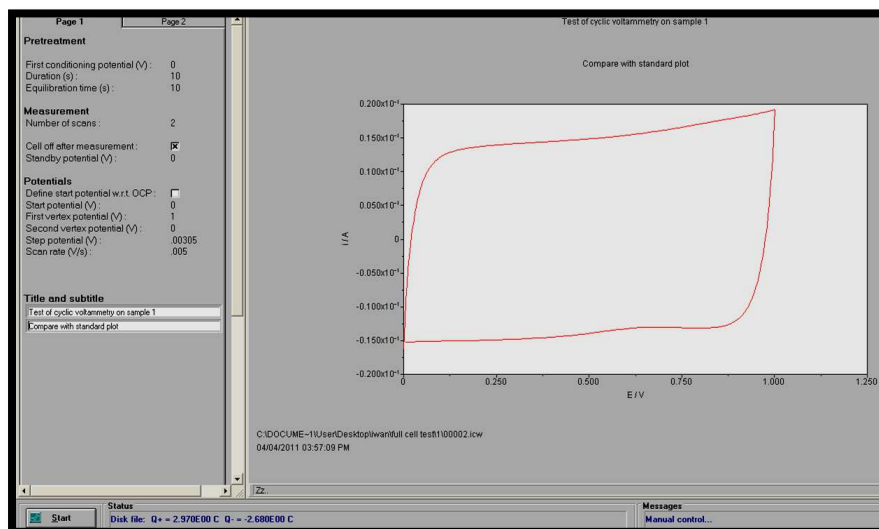 Page 1
Page 2
Pretreatment
First conditioning potential (V) : 0
Duration (s) : 10
Equilibration time (s) : 10
Measurement
Number of scans : 2
Cell off after measurement :
Standby potential (V) : 0
Potentials
Define start potential w.r.t. OCP :
Start potential (V) : 0
First vertex potential (V) : 1
Second vertex potential (V) : 0
Step potential (V) : .00305
Scan rate (V/s) : .005
Title and subtitle
Test of cyclic voltammetry on sample 1
Compare with standard plot
Test of cyclic voltammetry on sample 1
Compare with standard plot
0.200x10⁻¹
0.150x10⁻¹
0.100x10⁻¹
0.050x10⁻¹
0
-0.050x10⁻¹
-0.100x10⁻¹
-0.150x10⁻¹
-0.200x10⁻¹
i / A
0 0.250 0.500 0.750 1.000 1.250
E / V
C:\DOCUME~1\User\Desktop\iwan\full cell test\1\00002.icw
04/04/2011 03:57:09 PM
Zz..
Start
Status
Disk file: Q+ = 2.970E00 C Q- = -2.680E00 C
Messages
Manual control...